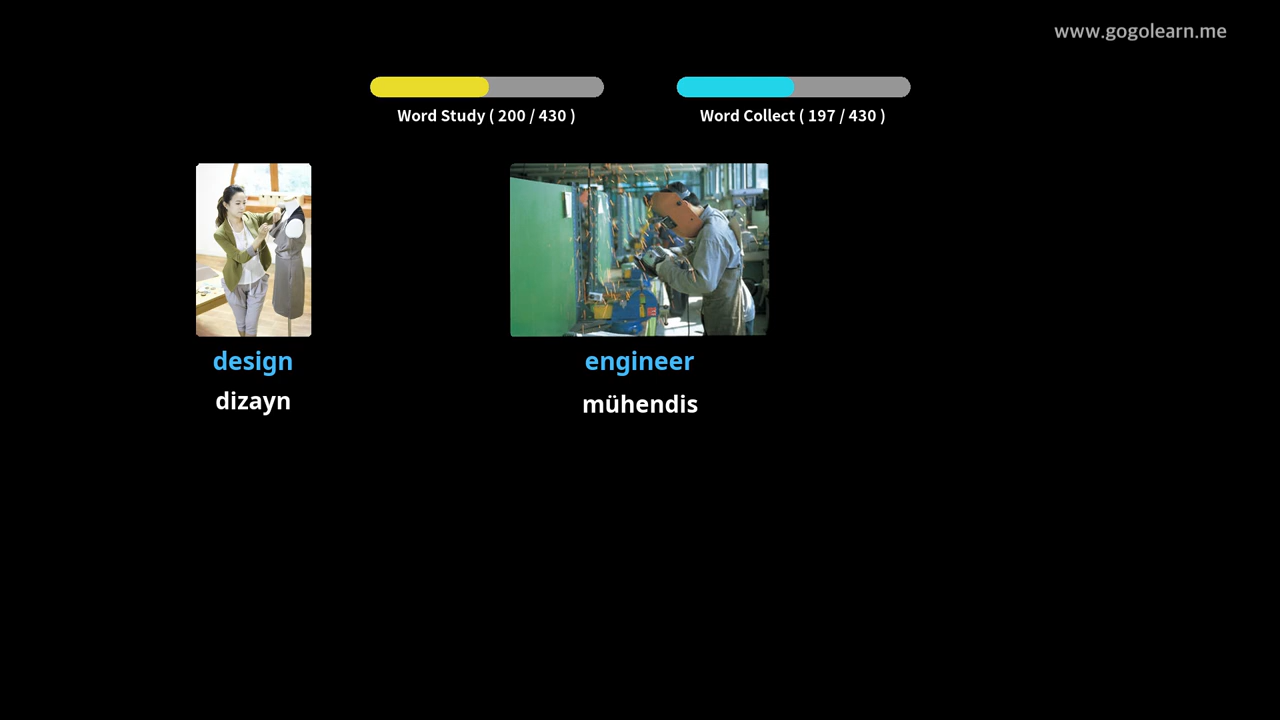 www.gogolearn.me
Word Study ( 200 / 430 )
Word Collect ( 197 / 430 )
design
dizayn
engineer
mühendis